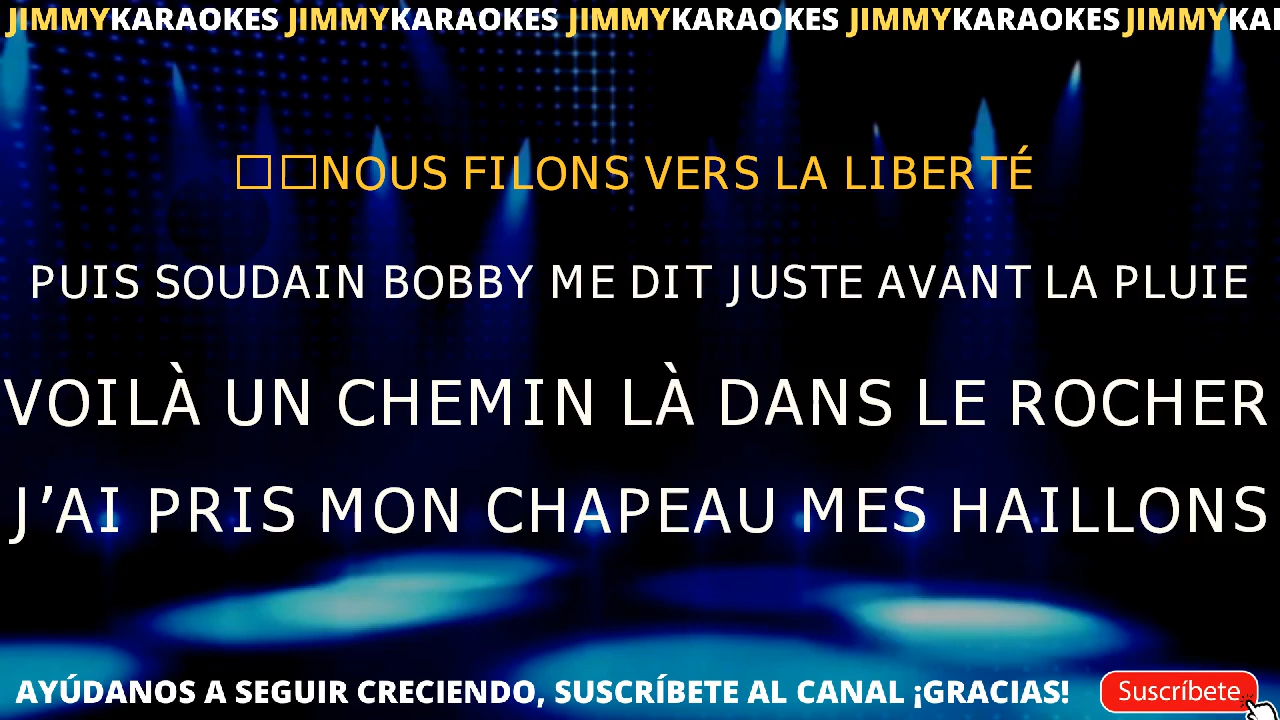 JIMMYKARAOKES JIMMYKARAOKES JIMMYKARAOKES JIMMYKARAOKES JIMMYKAI
□□NOUS FILONS VERS LA LIBERTÉ
PUIS SOUDAIN BOBBY ME DIT JUSTE AVANT LA PLUIE
VOILÀ UN CHEMIN LÀ DANS LE ROCHER
J’AI PRIS MON CHAPEAU MES HAILLONS
AYÚDANOS A SEGUIR CRECIENDO, SUSCRÍBETE AL CANAL ¡GRACIAS!
Suscríbete